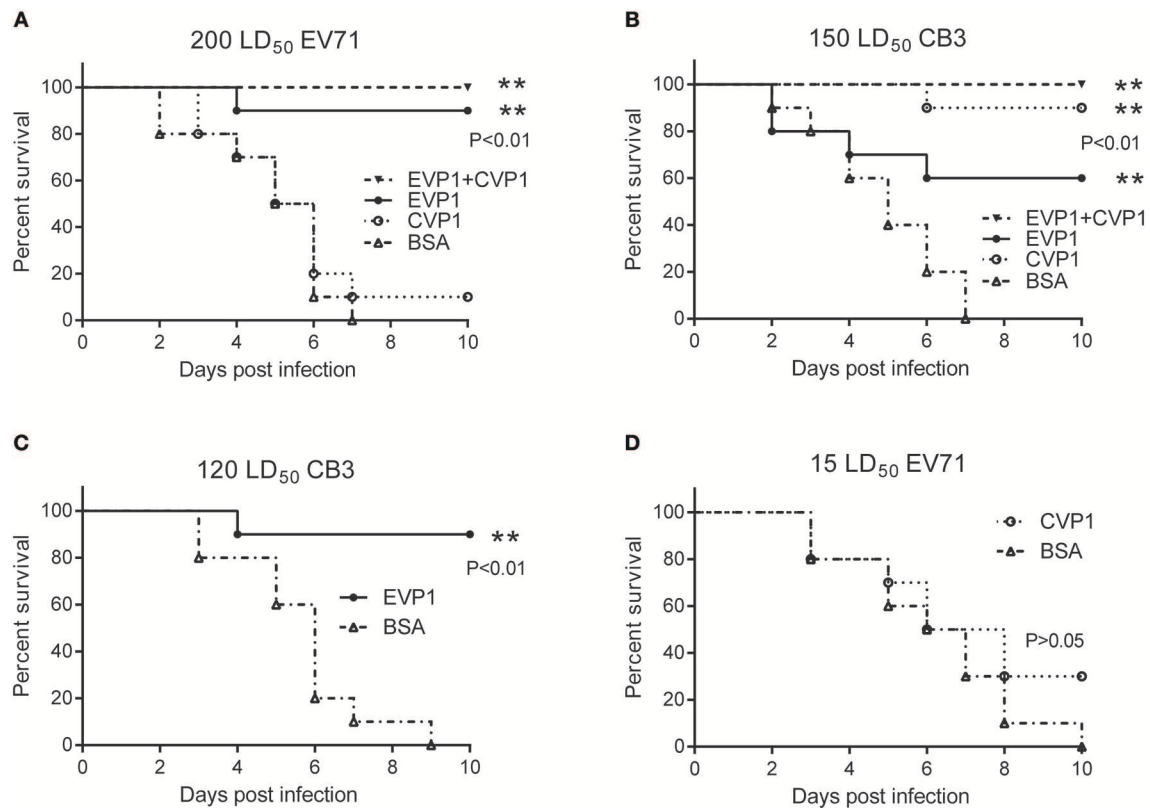 A
200 LD50 EV71
Percent survival
100
80
60
40
20
0
**
**
P<0.01
EVP1+CVP1
EVP1
CVP1
BSA
0 2 4 6 8 10
Days post infection
B
150 LD50 CB3
Percent survival
100
80
60
40
20
0
**
**
P<0.01
**
EVP1+CVP1
EVP1
CVP1
BSA
0 2 4 6 8 10
Days post infection
C
120 LD50 CB3
Percent survival
100
80
60
40
20
0
**
P<0.01
EVP1
BSA
0 2 4 6 8 10
Days post infection
D
15 LD50 EV71
Percent survival
100
80
60
40
20
0
CVP1
BSA
P>0.05
0 2 4 6 8 10
Days post infection